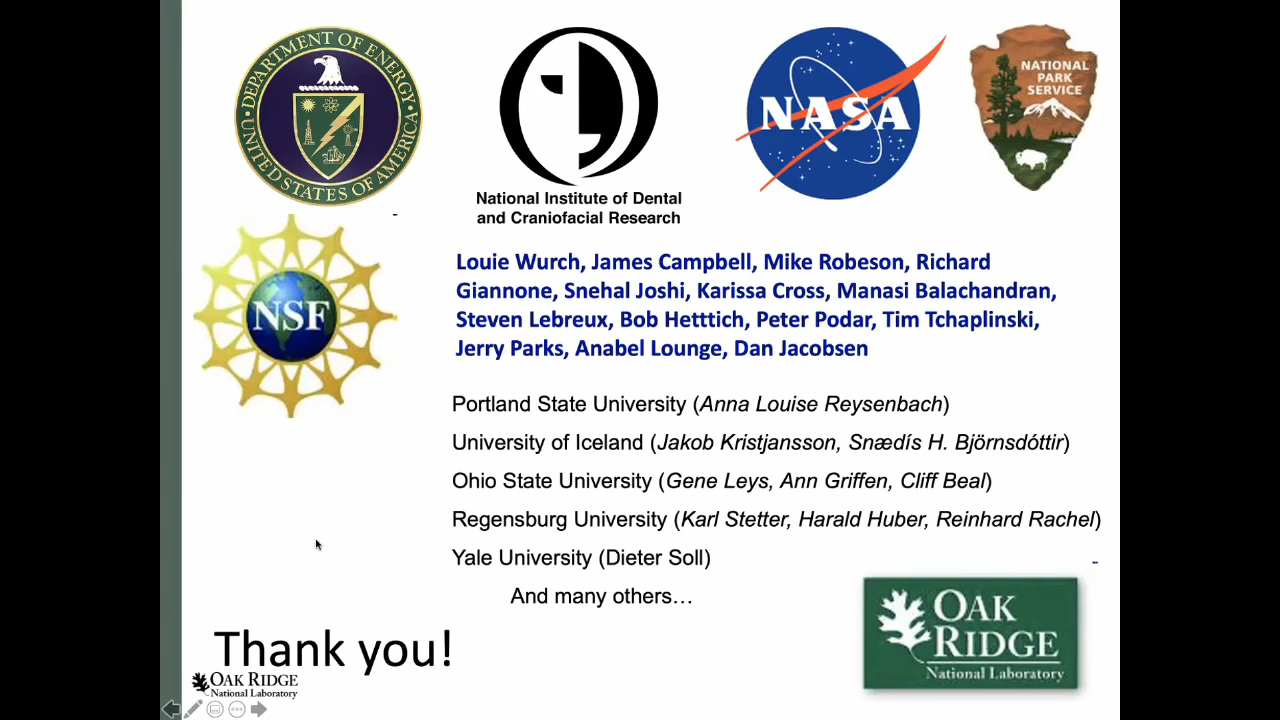 DEPARTMENT OF ENERGY
UNITED STATES OF AMERICA
National Institute of Dental
and Craniofacial Research
NASA
NATIONAL
PARK
SERVICE
NSF
Louie Wurch, James Campbell, Mike Robeson, Richard
Giannone, Snehal Joshi, Karissa Cross, Manasi Balachandran,
Steven Lebreux, Bob Hetttich, Peter Podar, Tim Tchaplinski,
Jerry Parks, Anabel Lounge, Dan Jacobsen
Portland State University (Anna Louise Reysenbach)
University of Iceland (Jakob Kristjansson, Snædís H. Björnsdóttir)
Ohio State University (Gene Leys, Ann Griffen, Cliff Beal)
Regensburg University (Karl Stetter, Harald Huber, Reinhard Rachel)
Yale University (Dieter Soll)
And many others…
Thank you!
OAK RIDGE
National Laboratory
OAK
RIDGE
National Laboratory